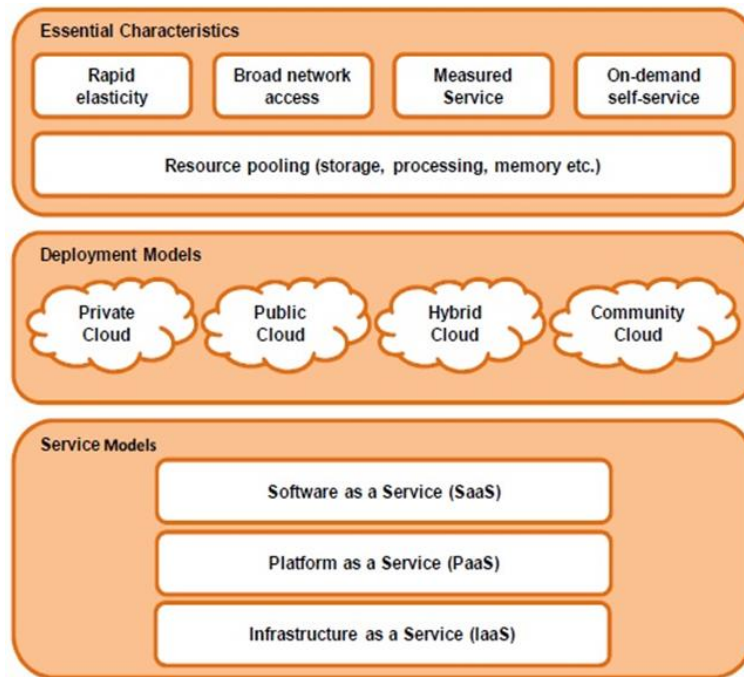 Essential Characteristics
Rapid
elasticity
Broad network
access
Measured
Service
On-demand
self-service
Resource pooling (storage, processing, memory etc.)
Deployment Models
Private
Cloud
Public
Cloud
Hybrid
Cloud
Community
Cloud
Service Models
Software as a Service (SaaS)
Platform as a Service (PaaS)
Infrastructure as a Service (IaaS)